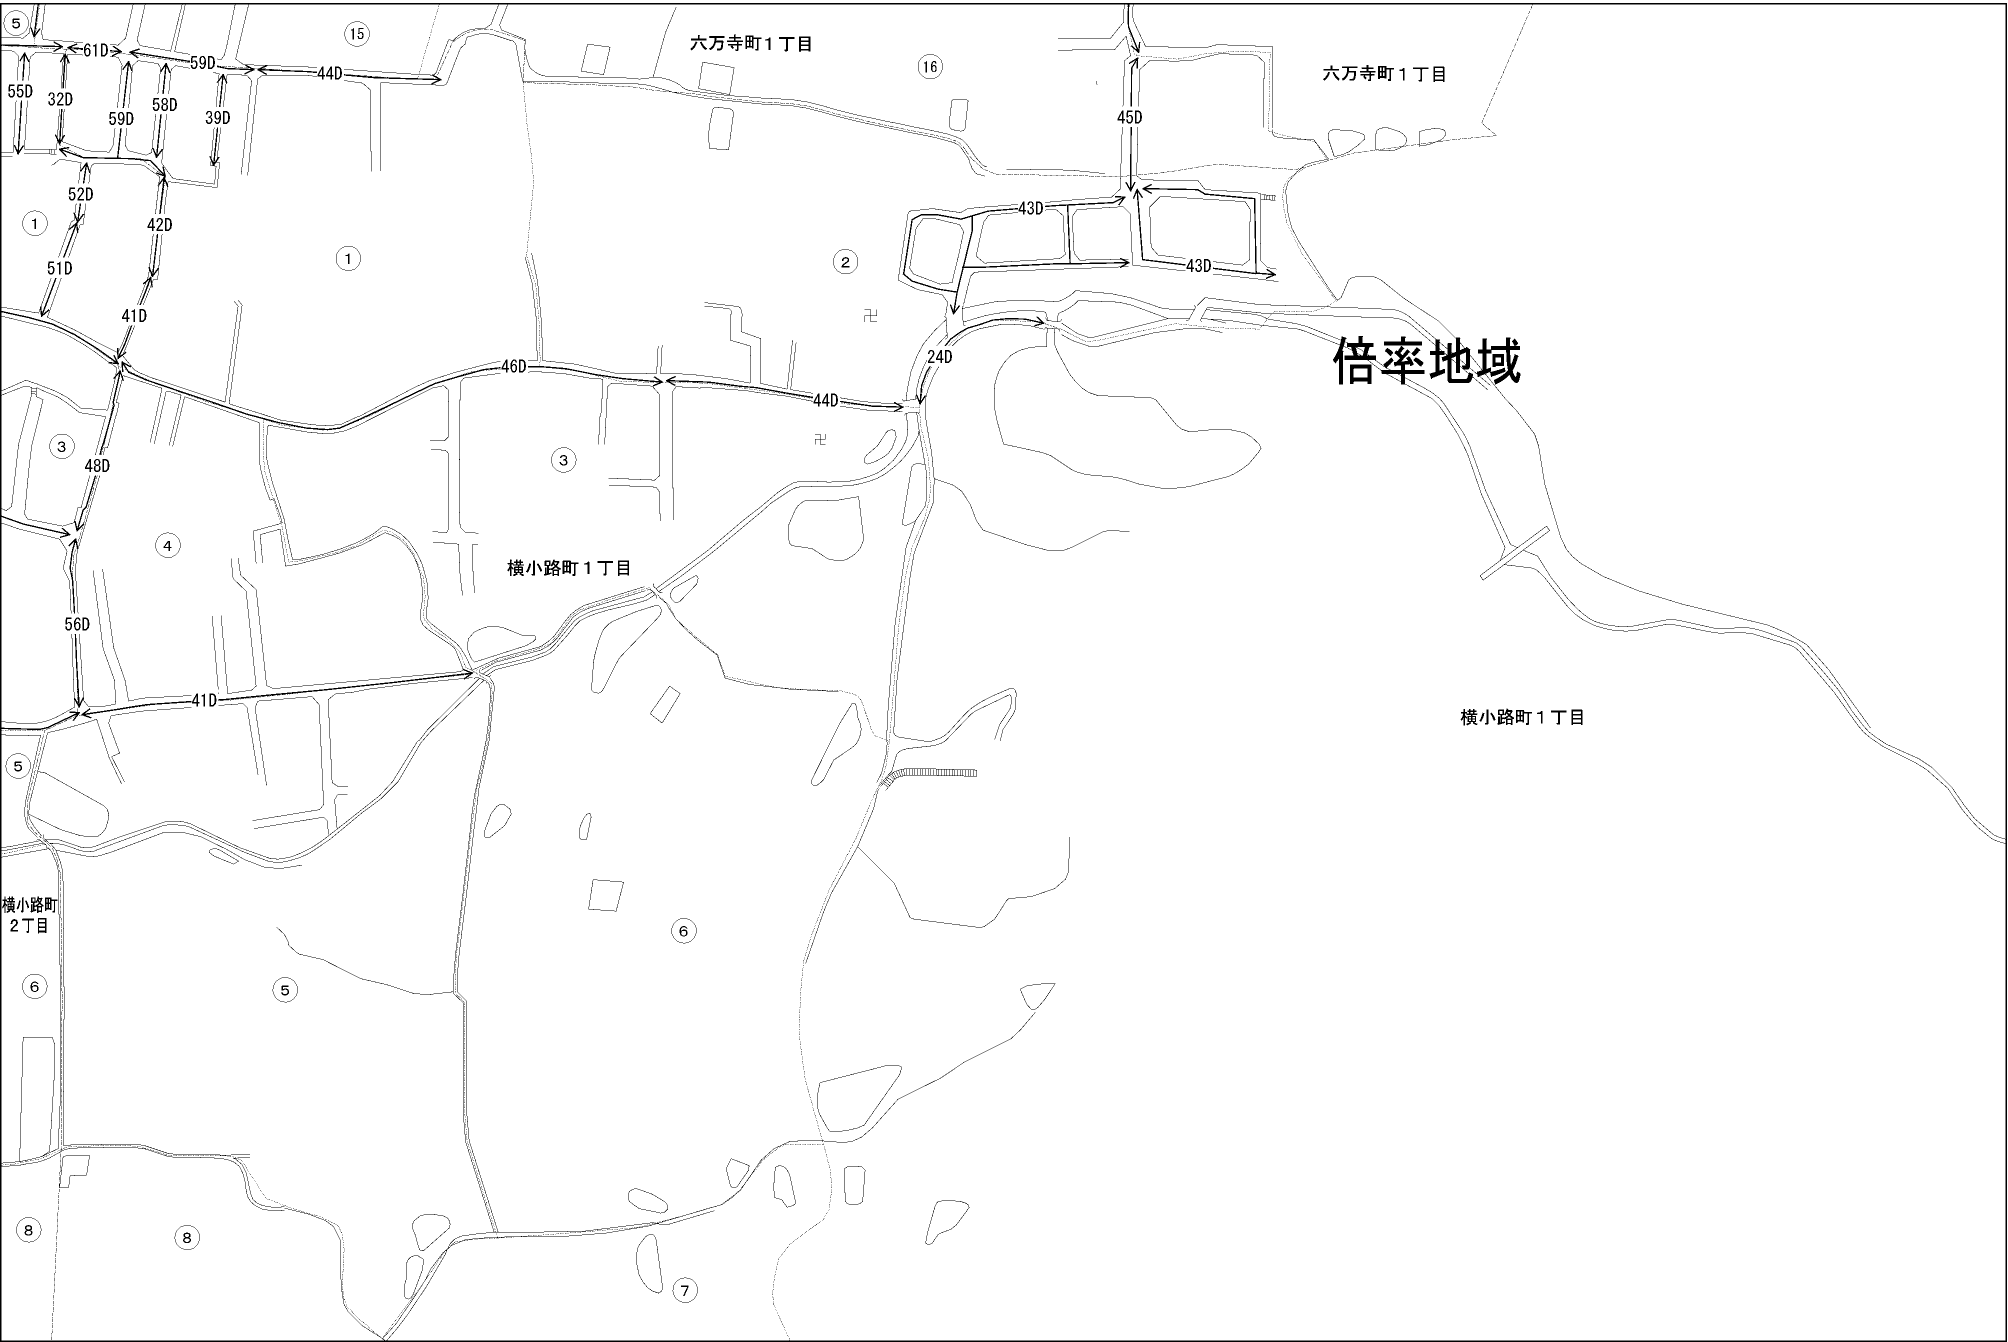 ⑤
⑮
六万寺町1丁目
⑯
六万寺町1丁目
61D
59D
44D
55D
32D
59D
58D
39D
45D
52D
42D
43D
①
①
②
51D
43D
41D
卍
24D
倍率地域
46D
44D
③
③
卍
48D
④
横小路町1丁目
56D
41D
横小路町1丁目
⑤
横小路町
2丁目
⑥
⑥
⑤
⑧
⑧
⑦